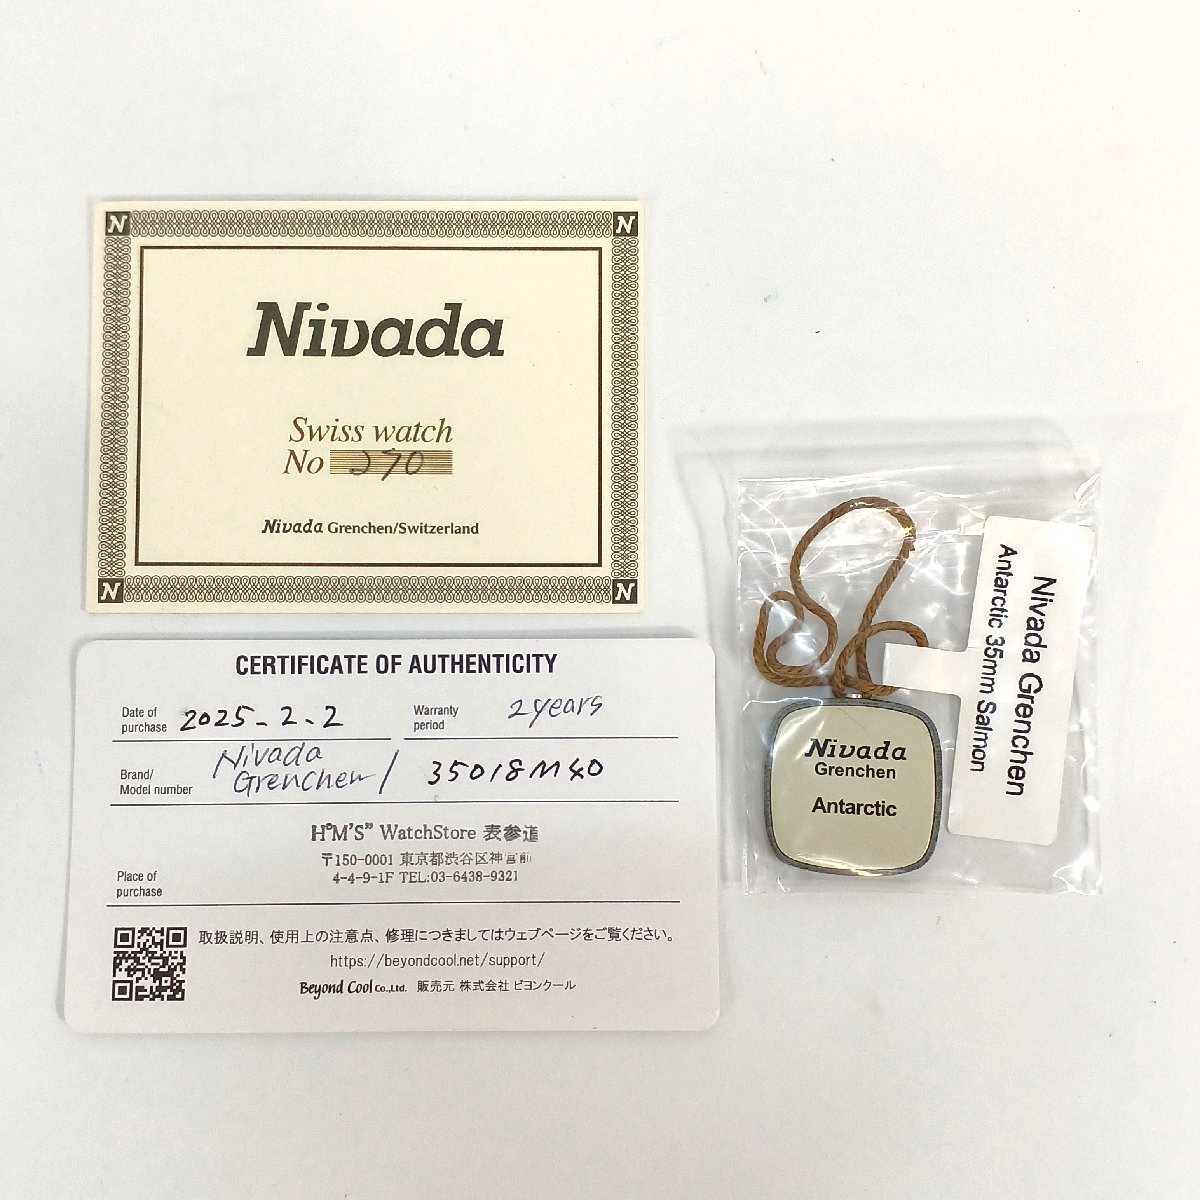 N N
Nivada
Swiss watch
No 290
Nivada Grenchen/Switzerland
N N
CERTIFICATE OF AUTHENTICITY
Date of purchase 2025-2-2
Warranty period 2years
Brand/
Model number
Nivada
Grenchen / 35018M40
H°M'S" WatchStore 表参道
〒150-0001 東京都渋谷区神宮前
4-4-9-1F TEL:03-6438-9321
Place of
purchase
取扱説明、使用上の注意点、修理につきましてはウェブページをご覧ください。
https://beyondcool.net/support/
Beyond Cool Co.,Ltd. 販売元 株式会社 ビヨンクール
Nivada
Grenchen
Antarctic
Nivada Grenchen
Antarctic 35mm Salmon